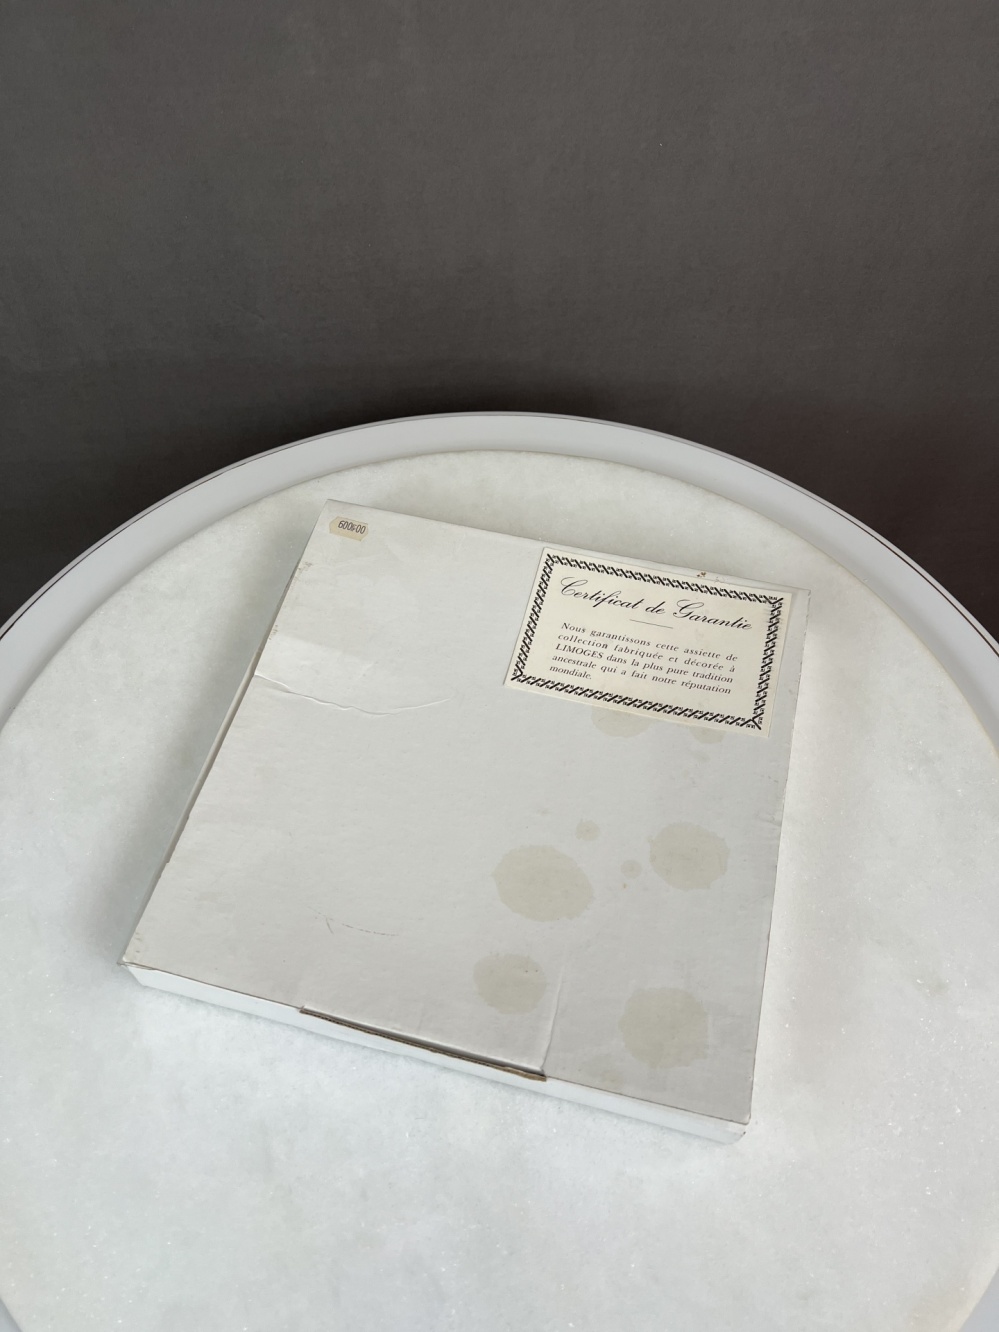 600400
Certificat de Garantie
Nous garantissons cette assiette de
collection fabriquée et décorée à
LIMOGES dans la plus pure tradition
ancestrale qui a fait notre réputation
mondiale.